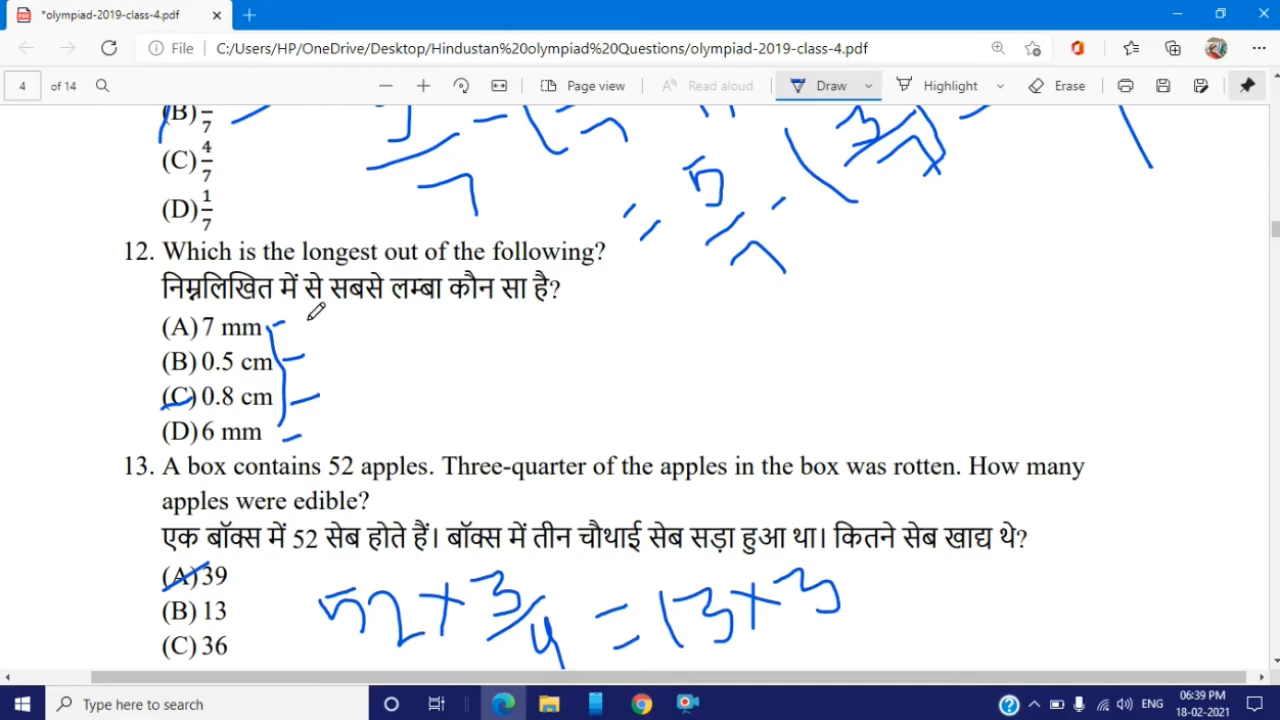 *olympiad-2019-class-4.pdf
File C:/Users/HP/OneDrive/Desktop/Hindustan%20olympiad%20Questions/olympiad-2019-class-4.pdf
4 of 14 Page view Read aloud Draw Highlight Erase
(B) 7
(C) 4/7
(D) 1/7
12. Which is the longest out of the following?
निम्नलिखित में से सबसे लम्बा कौन सा है?
(A) 7 mm
(B) 0.5 cm
(C) 0.8 cm
(D) 6 mm
13. A box contains 52 apples. Three-quarter of the apples in the box was rotten. How many
apples were edible?
एक बॉक्स में 52 सेब होते हैं। बॉक्स में तीन चौथाई सेब सड़ा हुआ था। कितने सेब खाद्य थे?
(A) 39
(B) 13
(C) 36
52 + 3/4 = 13 + 3
Type here to search
ENG
06:39 PM
18-02-2021